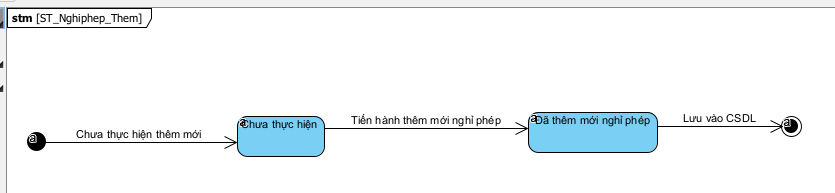 stm [ST_Nghiphep_Them]
a
Chưa thực hiện thêm mới
a
Chưa thực hiện
Tiến hành thêm mới nghỉ phép
a
Đã thêm mới nghỉ phép
Lưu vào CSDL
a